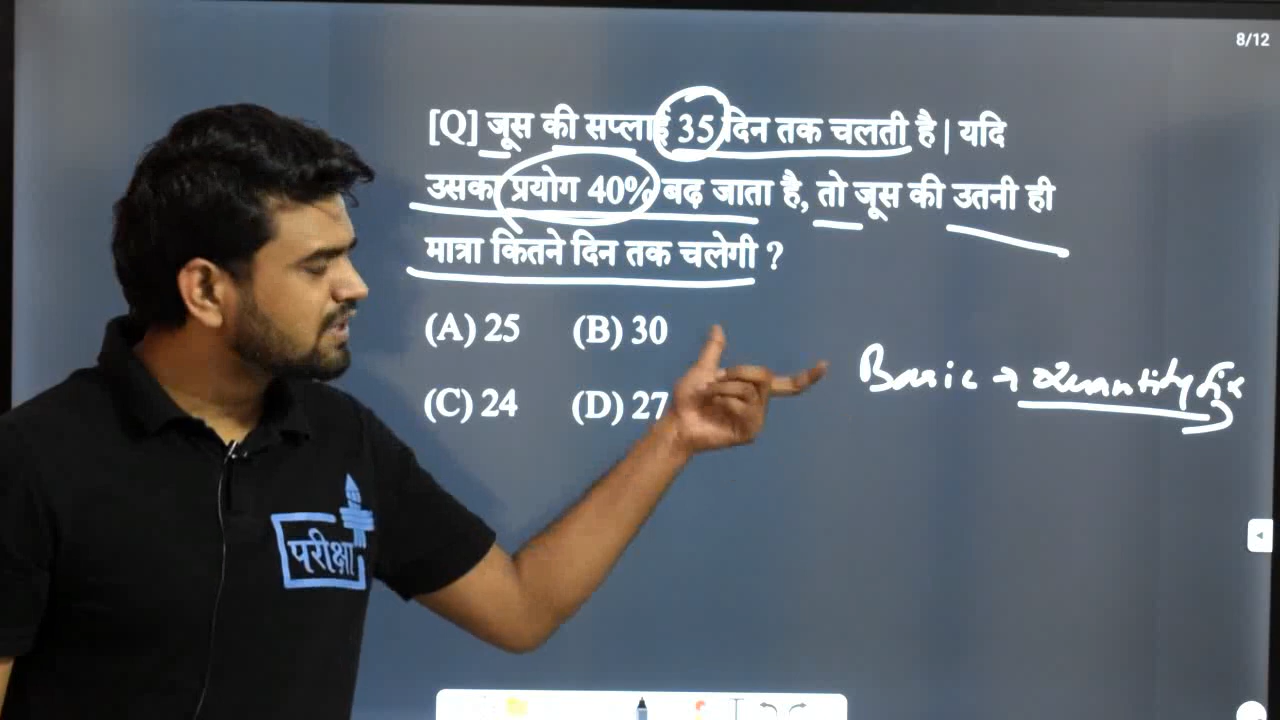 8/12
[Q] जूस की सप्लाई 35 दिन तक चलती है | यदि
उसका प्रयोग 40% बढ़ जाता है, तो जूस की उतनी ही
मात्रा कितने दिन तक चलेगी ?
(A) 25 (B) 30
(C) 24 (D) 27
Basic → Quantity fix
परीक्षा